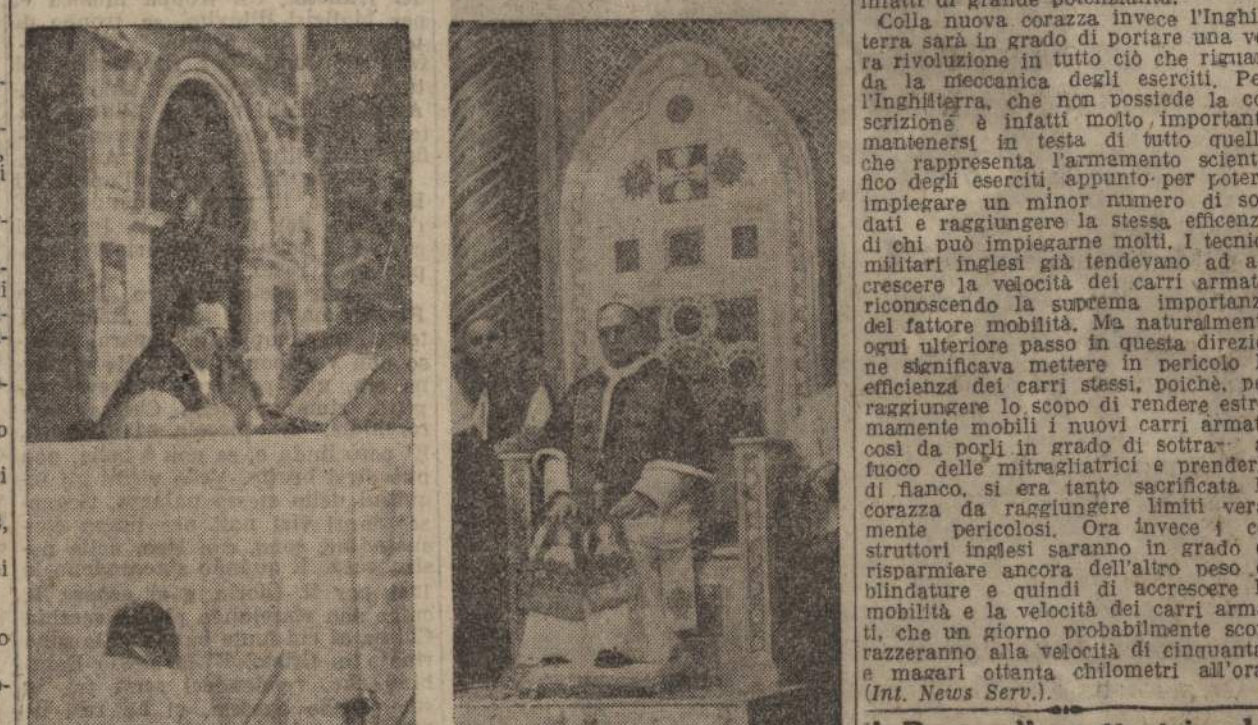 Colla nuova corazza invece l'Inghi
terra sarà in grado di portare una ve
ra rivoluzione in tutto ciò che riguar
da la meccanica degli eserciti. Pe
l'Inghilterra, che non possiede la co
scrizione è infatti molto important
mantenersi in testa di tutto quell
che rappresenta l'armamento scient
fico degli eserciti, appunto per poter
impiegare un minor numero di so
dati e raggiungere la stessa efficenz
di chi può impiegarne molti. I tecnic
militari inglesi già tendevano ad a
crescere la velocità dei carri armat
riconoscendo la suprema importanz
del fattore mobilità. Ma naturalment
ogui ulteriore passo in questa direzio
ne significava mettere in pericolo
efficienza dei carri stessi, poichè, p
raggiungere lo scopo di rendere estr
mamente mobili i nuovi carri armat
così da porli in grado di sottra
fuoco delle mitragliatrici e prender
di fianco, si era tanto sacrificata
corazza da raggiungere limiti ver
mente pericolosi. Ora invece i c
struttori inglesi saranno in grado
risparmiare ancora dell'altro peso
blindature e quindi di accrescere
mobilità e la velocità dei carri arm
ti, che un giorno probabilmente sco
razzeranno alla velocità di cinquant
e magari ottanta chilometri all'ora
(Int. News Serv.).